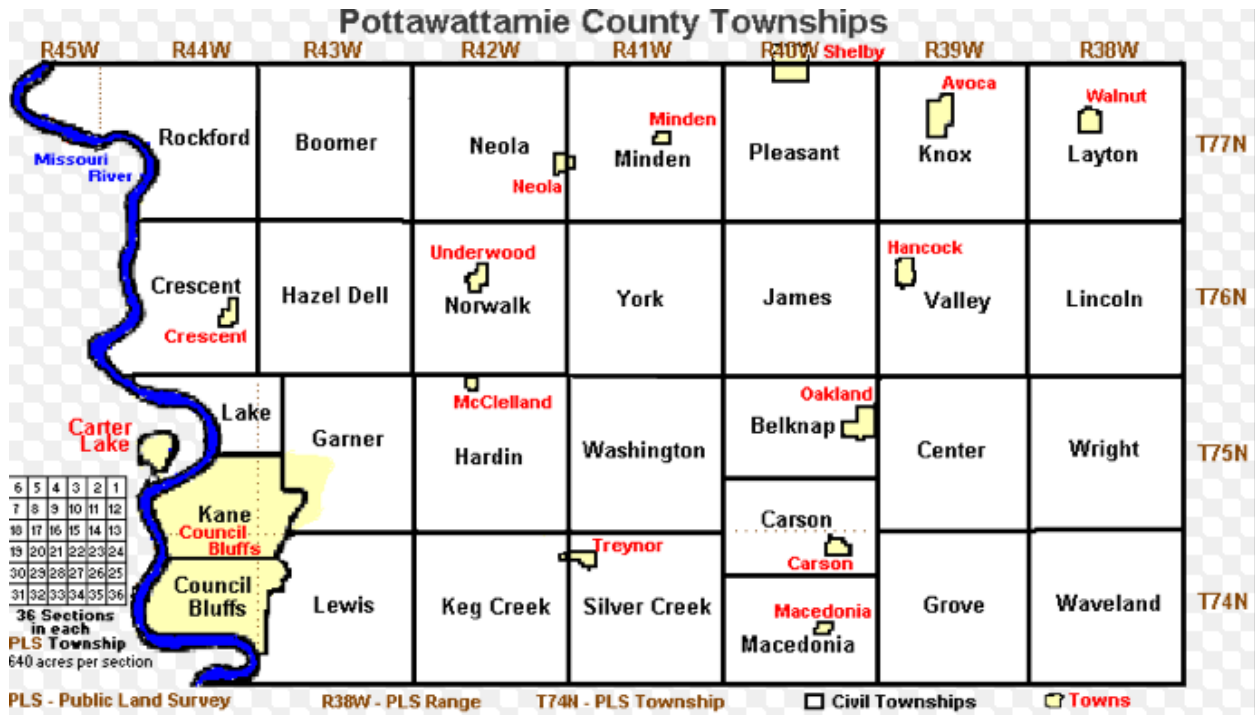 Pottawattamie County Townships
R45W R44W R43W R42W R41W R40W Shelby R39W R38W
Avoca
Walnut
Minden
Rockford Boomer Neola Minden Pleasant Knox Layton T77N
Missouri
River
Neola
Underwood Hancock
Crescent Hazel Dell Norwalk York James Valley Lincoln T76N
Crescent
McClelland Oakland
Lake
Carter
Lake
Garner Hardin Washington Belknap Center Wright T75N
6 5 4 3 2 1
7 8 9 10 11 12
18 17 16 15 14 13
19 20 21 22 23 24
30 29 28 27 26 25
31 32 33 34 35 36
Kane
Council
Bluffs
Carson
Treynor
Carson
Council
Bluffs
Lewis Keg Creek Silver Creek Grove Waveland T74N
Macedonia
Macedonia
36 Sections
in each
PLS Township
640 acres per section
PLS - Public Land Survey R38W - PLS Range T74N - PLS Township Civil Townships Towns